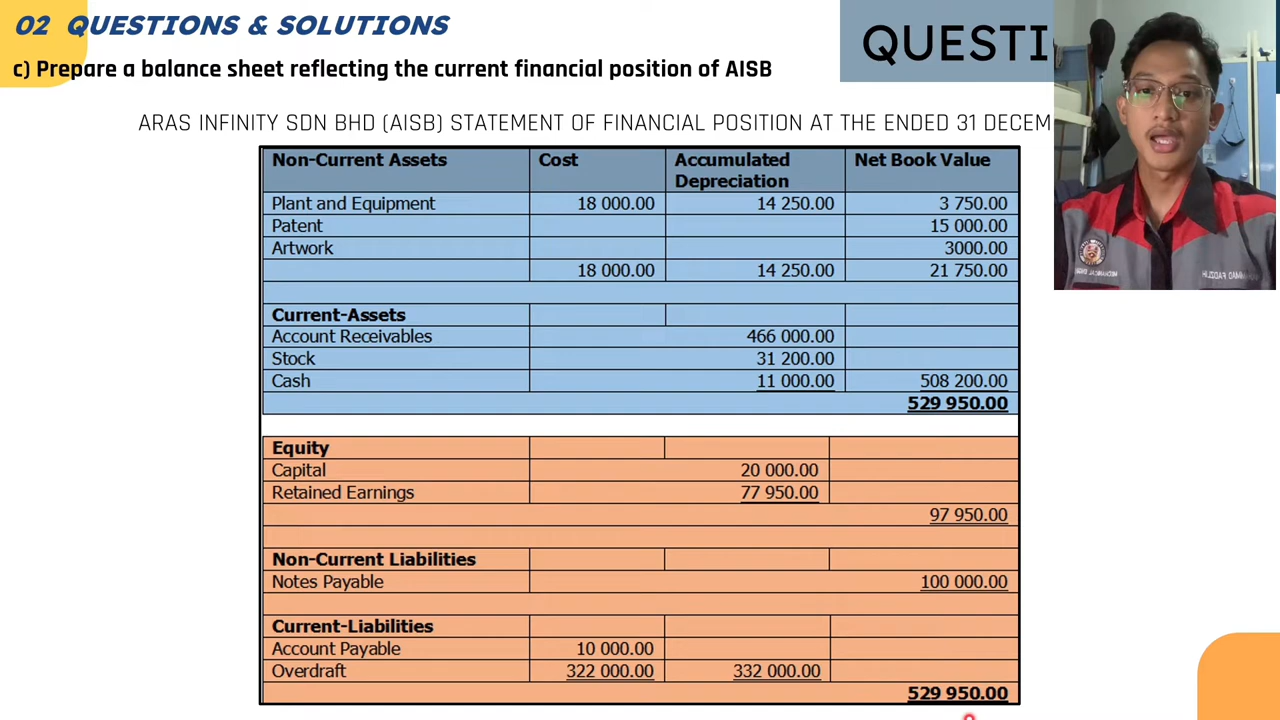 02 QUESTIONS & SOLUTIONS
QUESTI
c) Prepare a balance sheet reflecting the current financial position of AISB
ARAS INFINITY SDN BHD (AISB) STATEMENT OF FINANCIAL POSITION AT THE ENDED 31 DECEM
Non-Current Assets Cost Accumulated Depreciation Net Book Value
Plant and Equipment 18 000.00 14 250.00 3 750.00
Patent 15 000.00
Artwork 3000.00
18 000.00 14 250.00 21 750.00
Current-Assets
Account Receivables 466 000.00
Stock 31 200.00
Cash 11 000.00 508 200.00
529 950.00
Equity
Capital 20 000.00
Retained Earnings 77 950.00
97 950.00
Non-Current Liabilities
Notes Payable 100 000.00
Current-Liabilities
Account Payable 10 000.00
Overdraft 322 000.00 332 000.00
529 950.00